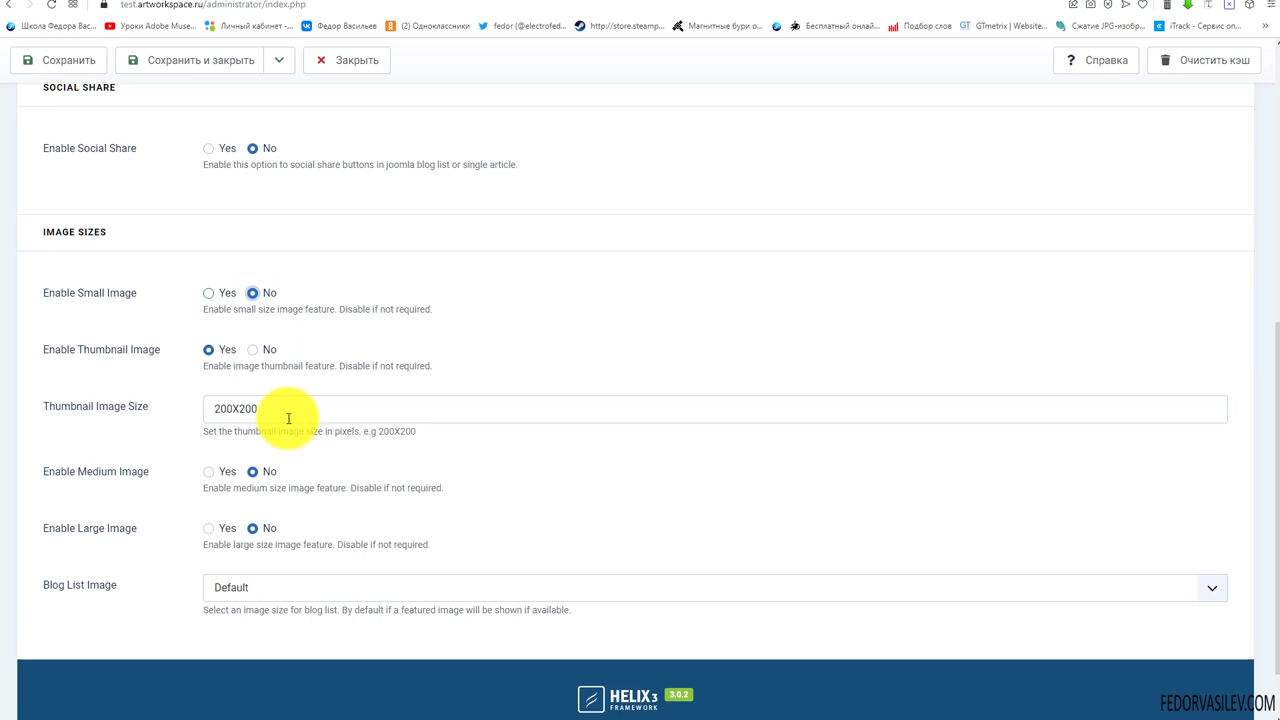 test.artworkspace.ru/administrator/index.php
Школа Федора Ва... Уроки Adobe Muse... Личный кабинет -... Федор Васильев (2) Одноклассники fedor (@electrofed... http://store.steamp... Магнитные бури о... Бесплатный онлай... Подбор слов GTmetrix | Website... Сжатие JPG-изобр... iTrack - Сервис оп...
Сохранить Сохранить и закрыть Закрыть Справка Очистить кэш
SOCIAL SHARE
Enable Social Share Yes No
Enable this option to social share buttons in joomla blog list or single article.
IMAGE SIZES
Enable Small Image Yes No
Enable small size image feature. Disable if not required.
Enable Thumbnail Image Yes No
Enable image thumbnail feature. Disable if not required.
Thumbnail Image Size 200X200
Set the thumbnail image size in pixels. e.g 200X200
Enable Medium Image Yes No
Enable medium size image feature. Disable if not required.
Enable Large Image Yes No
Enable large size image feature. Disable if not required.
Blog List Image Default
Select an image size for blog list. By default if a featured image will be shown if available.
HELIX3 3.0.2
FRAMEWORK
FEDORVASILEV.COM